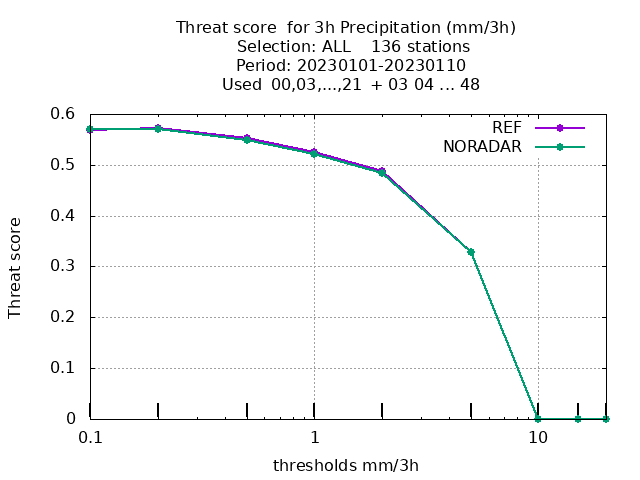 Threat score  for 3h Precipitation (mm/3h)
Selection: ALL    136 stations
Period: 20230101-20230110
Used  00,03,...,21  + 03 04 ... 48
REF
NORADAR
0.6
0.5
0.4
0.3
0.2
0.1
0
Threat score
0.1
1
10
thresholds mm/3h